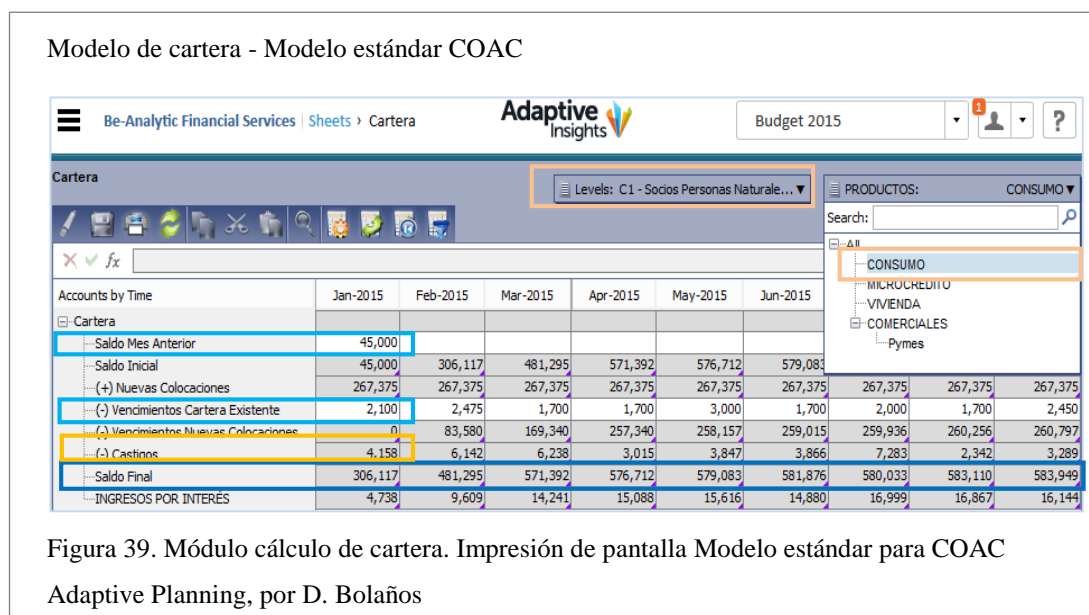 Modelo de cartera - Modelo estándar COAC
Be-Analytic Financial Services Sheets › Cartera
Adaptive Insights
Budget 2015
1
?
Cartera
Levels: C1 - Socios Personas Naturale...
PRODUCTOS: CONSUMO
Search:
All
CONSUMO
MICROCREDITO
VIVIENDA
COMERCIALES
Pymes
fx
Accounts by Time Jan-2015 Feb-2015 Mar-2015 Apr-2015 May-2015 Jun-2015
Cartera
Saldo Mes Anterior 45,000
Saldo Inicial 45,000 306,117 481,295 571,392 576,712 579,083
(+) Nuevas Colocaciones 267,375 267,375 267,375 267,375 267,375 267,375 267,375 267,375 267,375
(-) Vencimientos Cartera Existente 2,100 2,475 1,700 1,700 3,000 1,700 2,000 1,700 2,450
(-) Vencimientos Nuevas Colocaciones 0 83,580 169,340 257,340 258,157 259,015 259,936 260,256 260,797
(-) Castigos 4,158 6,142 6,238 3,015 3,847 3,866 7,283 2,342 3,289
Saldo Final 306,117 481,295 571,392 576,712 579,083 581,876 580,033 583,110 583,949
INGRESOS POR INTERÉS 4,738 9,609 14,241 15,088 15,616 14,880 16,999 16,867 16,144
Figura 39. Módulo cálculo de cartera. Impresión de pantalla Modelo estándar para COAC
Adaptive Planning, por D. Bolaños